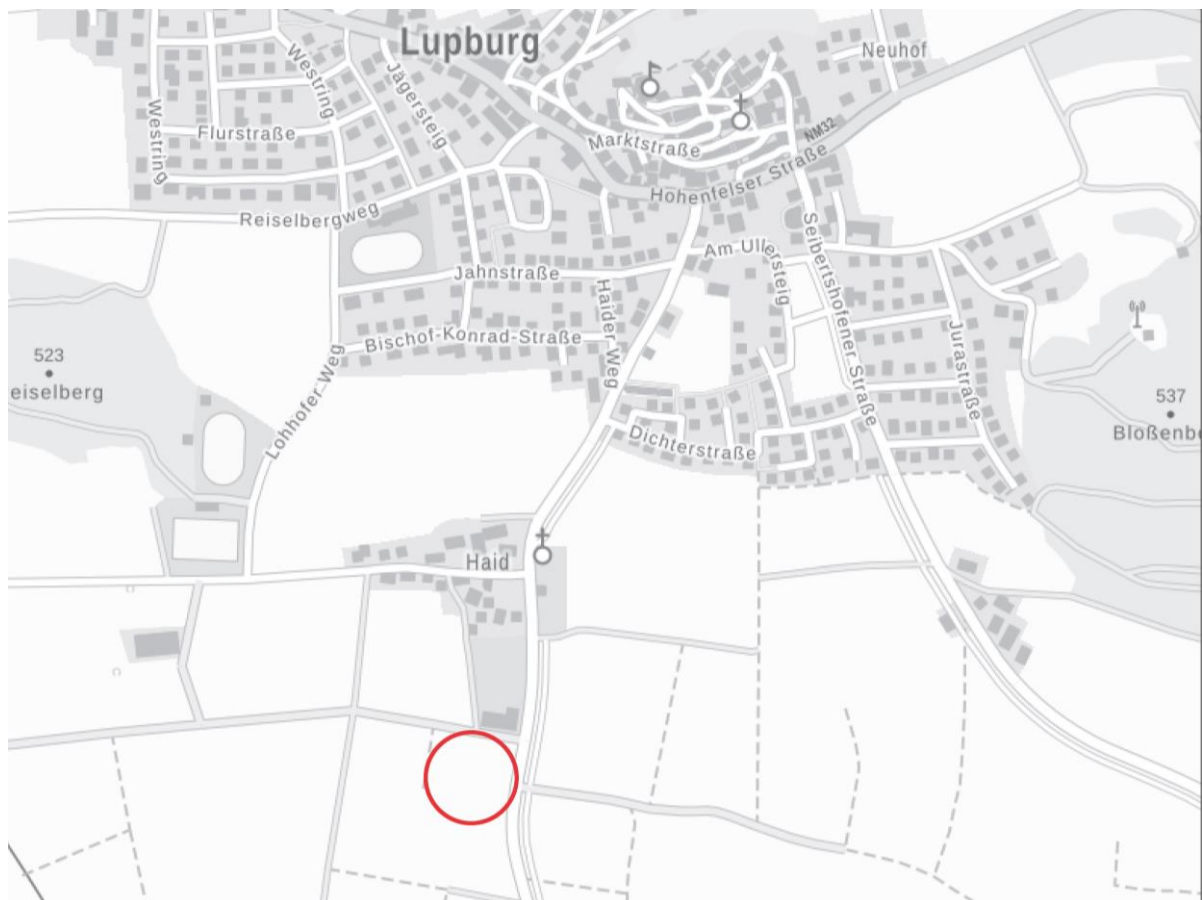 Lupburg
Neuhof
Westring
Jägersteig
Westring
Flurstraße
Marktstraße
NM32
Hohenfelser Straße
Reiselbergweg
Seibertshofener Straße
Am Ullersteig
Jahnstraße
Haider Weg
Bischof-Konrad-Straße
Jurastraße
523
eiselberg
Lohhofer Weg
537
Bloßenbe
Dichterstraße
Haid